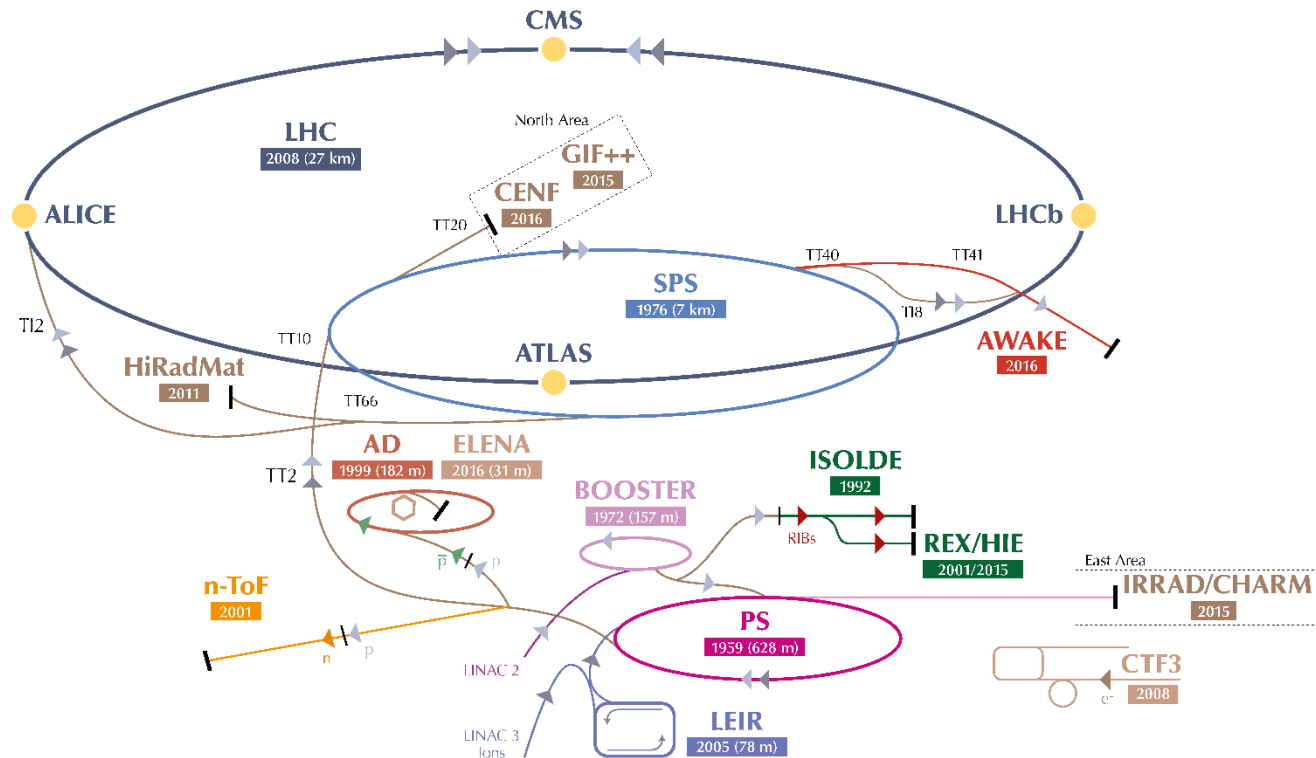 CMS
LHC
2008 (27 km)
North Area
GIF++
2015
CENF
2016
ALICE
TT20
LHCb
TT40
TT41
SPS
1976 (7 km)
TI2
TT10
TI8
AWAKE
2016
ATLAS
HiRadMat
2011
TT66
AD
1999 (182 m)
ELENA
2016 (31 m)
TT2
ISOLDE
1992
BOOSTER
1972 (157 m)
RIBs
REX/HIE
2001/2015
p̅
p
East Area
IRRAD/CHARM
2015
n-ToF
2001
n
p
PS
1959 (628 m)
LINAC 2
CTF3
2008
e-
LEIR
2005 (78 m)
LINAC 3
Ions